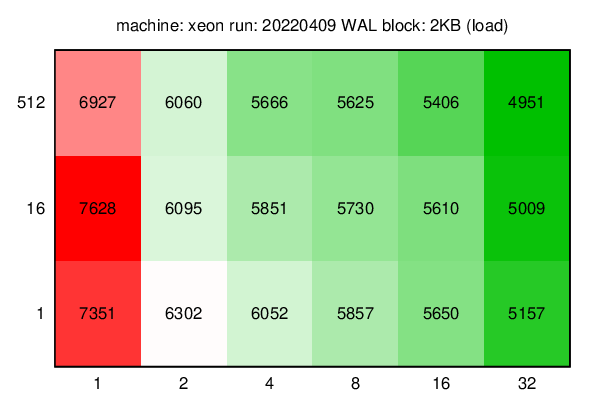 machine: xeon run: 20220409 WAL block: 2KB (load)
512 6927 6060 5666 5625 5406 4951
16 7628 6095 5851 5730 5610 5009
1 7351 6302 6052 5857 5650 5157
1 2 4 8 16 32